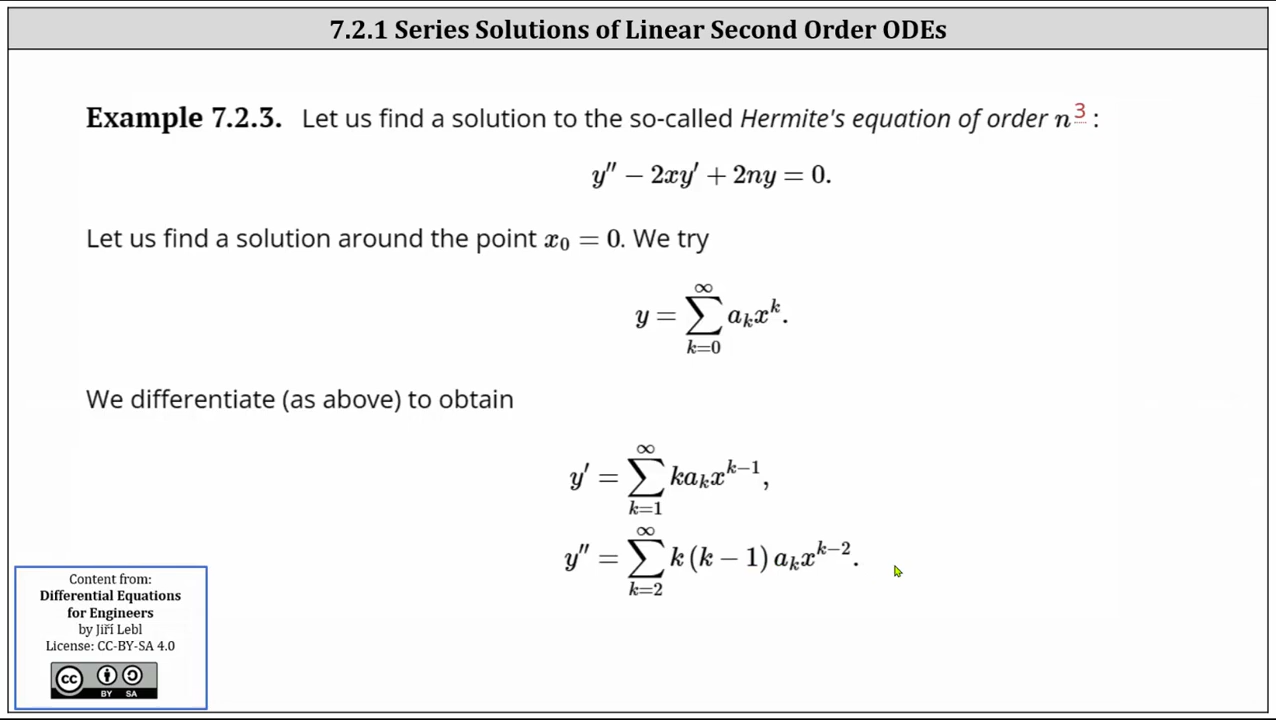 7.2.1 Series Solutions of Linear Second Order ODEs
Example 7.2.3. Let us find a solution to the so-called Hermite's equation of order n³ :
y′′ − 2xy′ + 2ny = 0.
Let us find a solution around the point x₀ = 0. We try
y = ∑_{k=0}^{∞} aₖxᵏ.
We differentiate (as above) to obtain
y′ = ∑_{k=1}^{∞} kaₖxᵏ⁻¹,
y′′ = ∑_{k=2}^{∞} k (k − 1) aₖxᵏ⁻².
Content from:
Differential Equations
for Engineers
by Jiří Lebl
License: CC-BY-SA 4.0
cc
BY SA